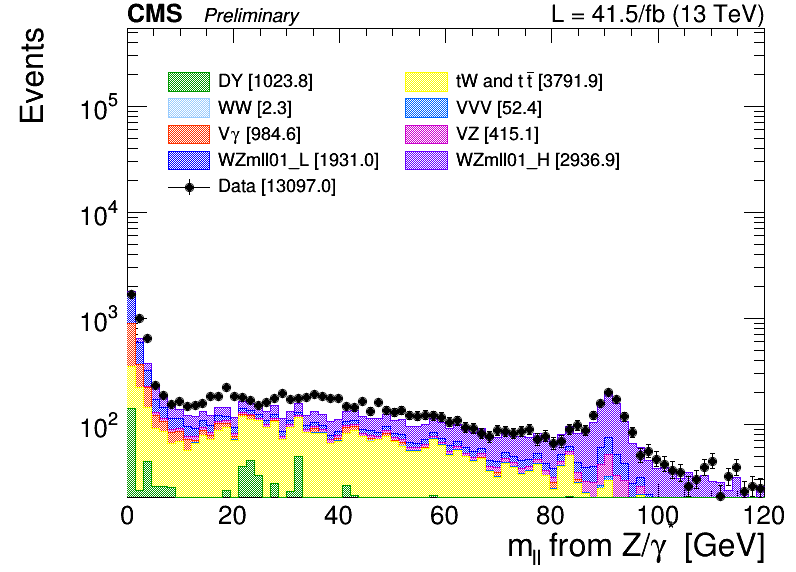 CMS Preliminary L = 41.5/fb (13 TeV)
Events
DY [1023.8] tW and tt̅ [3791.9]
WW [2.3] VVV [52.4]
Vγ [984.6] VZ [415.1]
WZmll01_L [1931.0] WZmll01_H [2936.9]
Data [13097.0]
10⁵
10⁴
10³
10²
0 20 40 60 80 100 120
m_ll from Z/γ* [GeV]